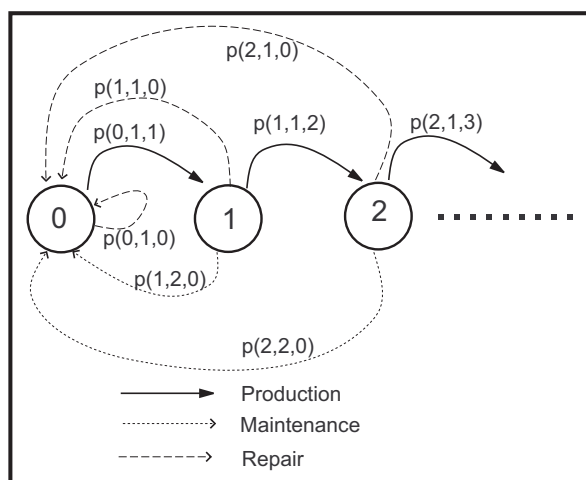 p(2,1,0)
p(1,1,0)
p(0,1,1)
p(1,1,2)
p(2,1,3)
0
1
2
p(0,1,0)
p(1,2,0)
p(2,2,0)
Production
Maintenance
Repair